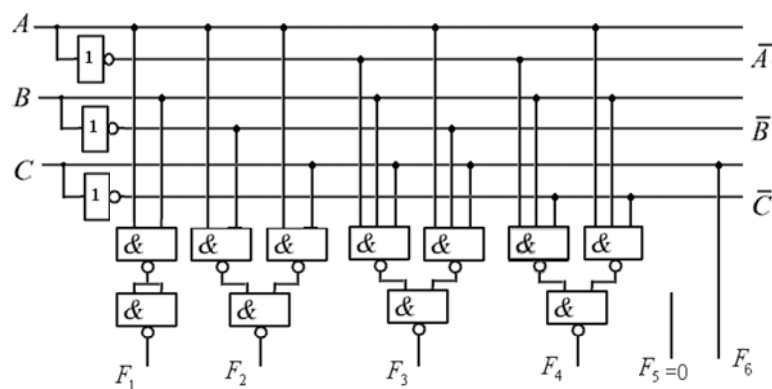 A
1
Ā
B
1
B̄
C
1
C̄
& & & & & & &
& & & &
F₁ F₂ F₃ F₄ F₅=0 F₆